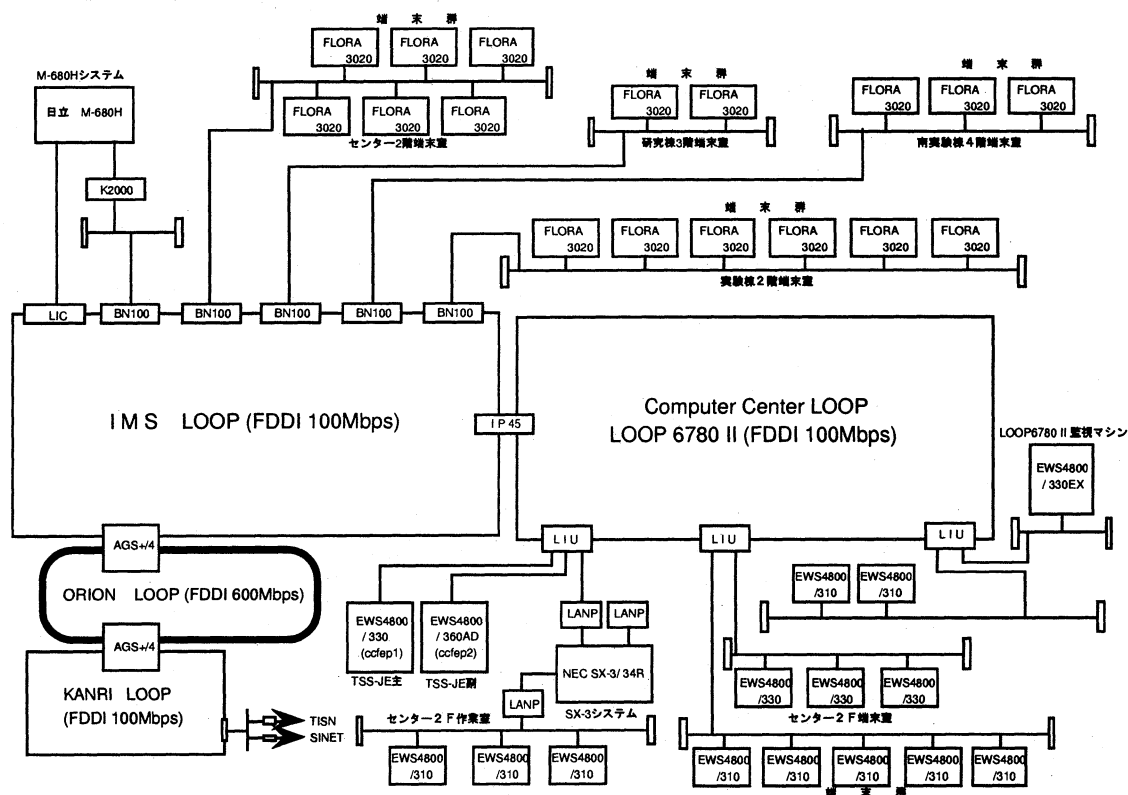 端 末 群
FLORA
3020
FLORA
3020
FLORA
3020
FLORA
3020
FLORA
3020
FLORA
3020
センター2階端末室
M-680Hシステム
日立 M-680H
K2000
端 末 群
FLORA
3020
FLORA
3020
研究棟3階端末室
端 末 群
FLORA
3020
FLORA
3020
FLORA
3020
南実験棟4階端末室
端 末 群
FLORA
3020
FLORA
3020
FLORA
3020
FLORA
3020
FLORA
3020
FLORA
3020
実験棟2階端末室
LIC
BN100
BN100
BN100
BN100
BN100
IMS LOOP (FDDI 100Mbps)
IP45
Computer Center LOOP
LOOP 6780 II (FDDI 100Mbps)
LOOP6780 II 監視マシン
EWS4800
/ 330EX
LIU
LIU
LIU
AGS+/4
ORION LOOP (FDDI 600Mbps)
AGS+/4
KANRI LOOP
(FDDI 100Mbps)
TISN
SINET
EWS4800
/ 330
(ccfep1)
TSS-JE主
EWS4800
/ 360AD
(ccfep2)
TSS-JE副
LANP
LANP
NEC SX-3/ 34R
SX-3システム
LANP
センター2F作業室
EWS4800
/310
EWS4800
/310
EWS4800
/310
EWS4800
/310
EWS4800
/310
EWS4800
/330
EWS4800
/330
EWS4800
/330
センター2F端末室
EWS4800
/310
EWS4800
/310
EWS4800
/310
EWS4800
/310
EWS4800
/310
端 末 群